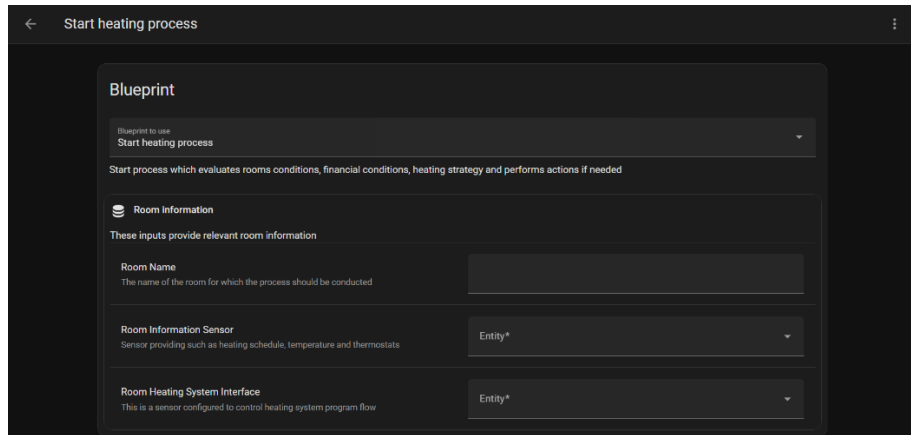 Start heating process
Blueprint
Blueprint to use
Start heating process
Start process which evaluates rooms conditions, financial conditions, heating strategy and performs actions if needed
Room information
These inputs provide relevant room information
Room Name
The name of the room for which the process should be conducted
Room Information Sensor
Sensor providing such as heating schedule, temperature and thermostats
Entity*
Room Heating System Interface
This is a sensor configured to control heating system program flow
Entity*